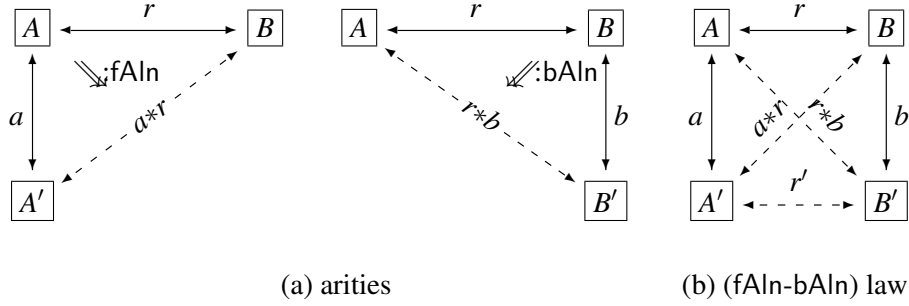 A r B A r B A r B
:fAln :bAln
a a*r r*b b a a*r r*b b
r′
A′ B′ A′ B′
(a) arities (b) (fAln-bAln) law